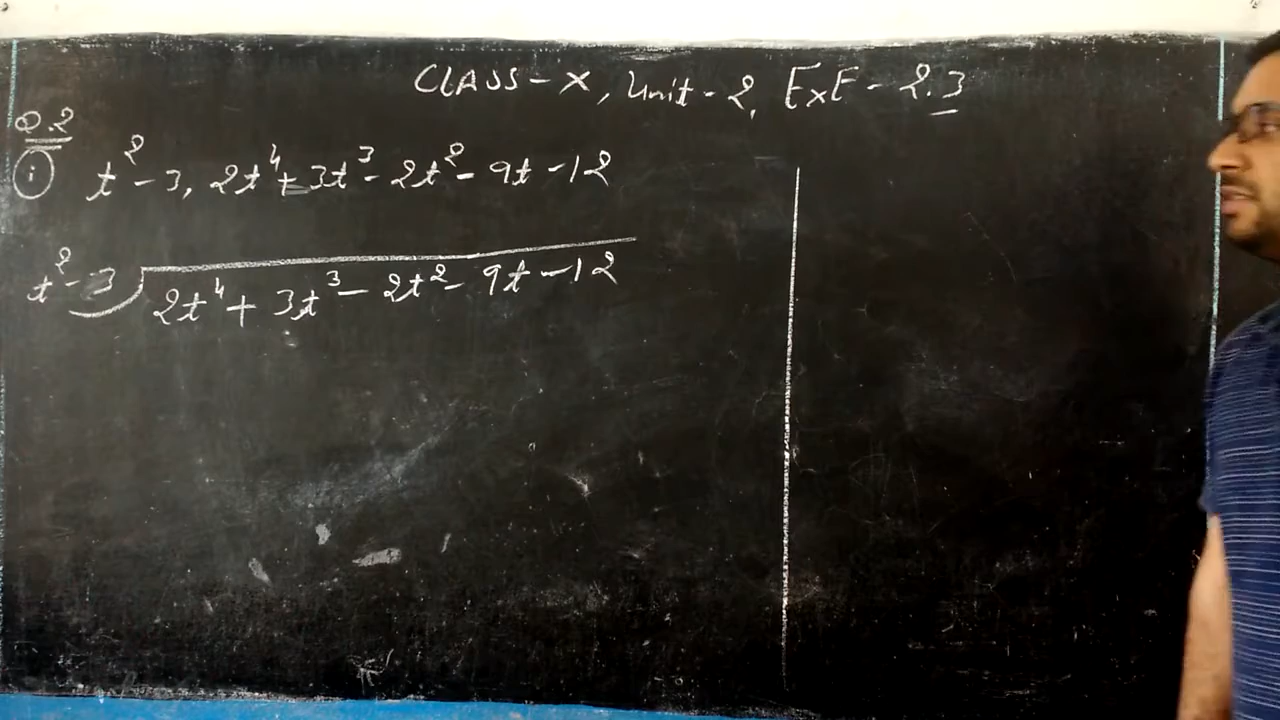 CLASS - X, Unit - 2, EXE - 2.3
Q.2
(i) t² - 3, 2t⁴ + 3t³ - 2t² - 9t - 12
t² - 3) 2t⁴ + 3t³ - 2t² - 9t - 12